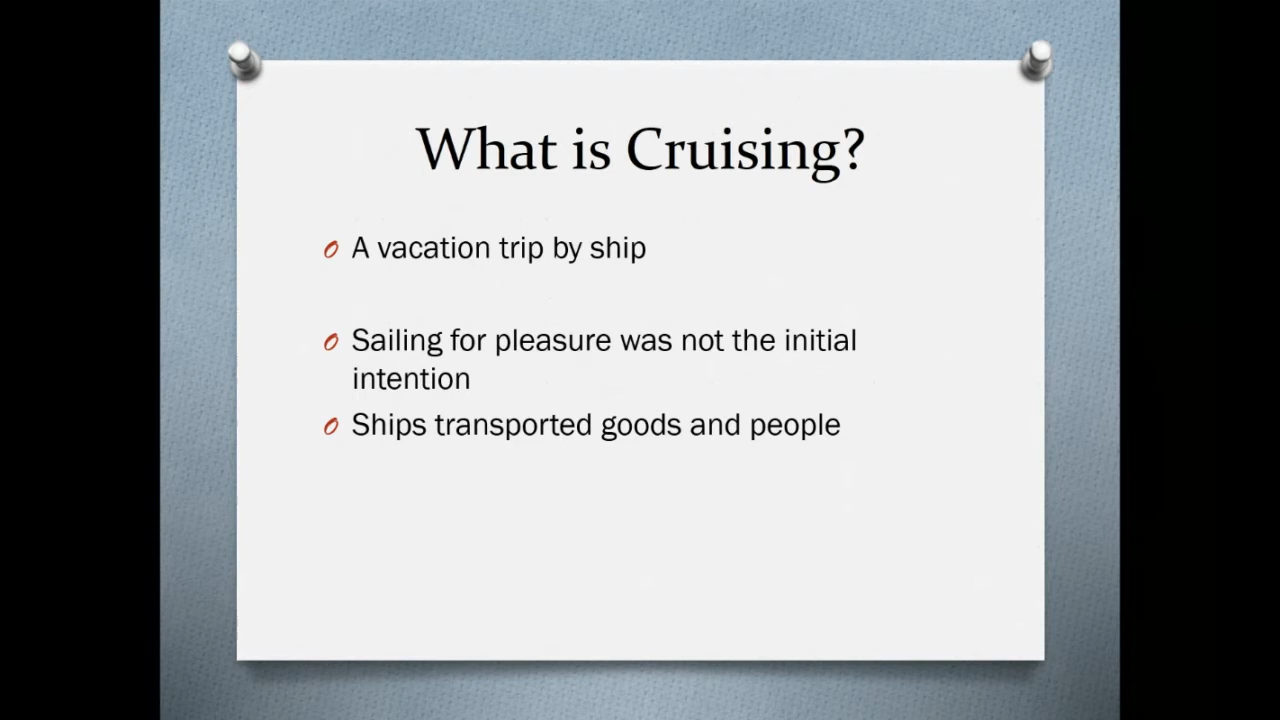 What is Cruising?
A vacation trip by ship
Sailing for pleasure was not the initial
intention
Ships transported goods and people